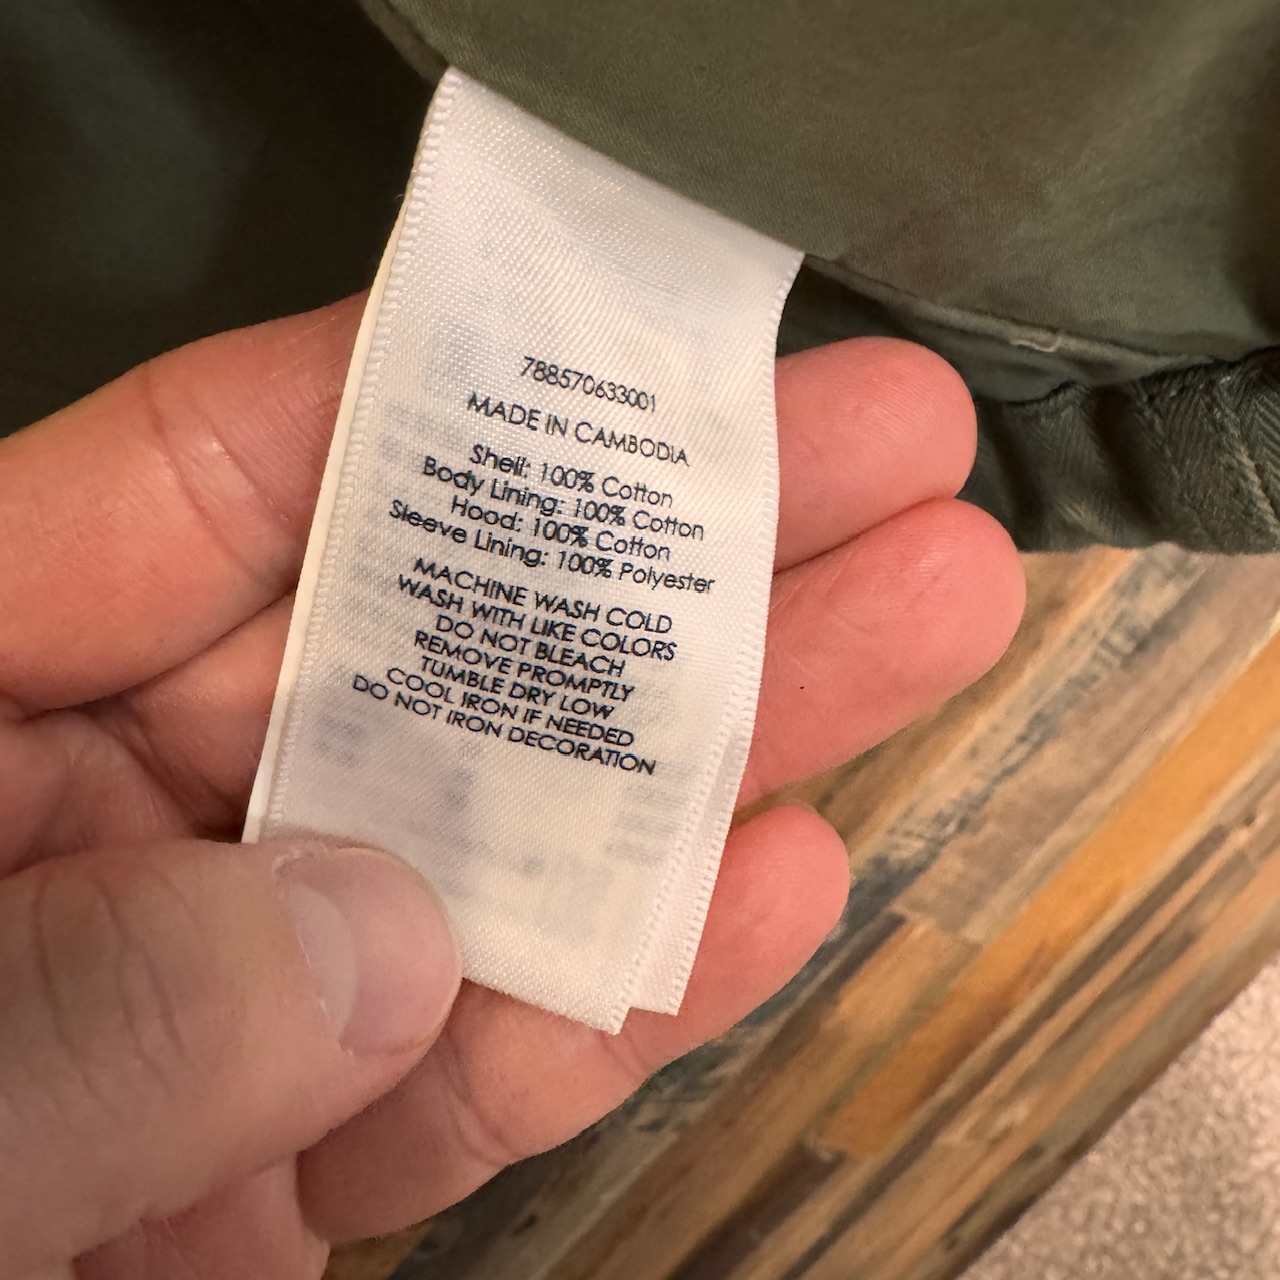 788570633001
MADE IN CAMBODIA
Shell: 100% Cotton
Body Lining: 100% Cotton
Hood: 100% Cotton
Sleeve Lining: 100% Polyester
MACHINE WASH COLD
WASH WITH LIKE COLORS
DO NOT BLEACH
REMOVE PROMPTLY
TUMBLE DRY LOW
COOL IRON IF NEEDED
DO NOT IRON DECORATION